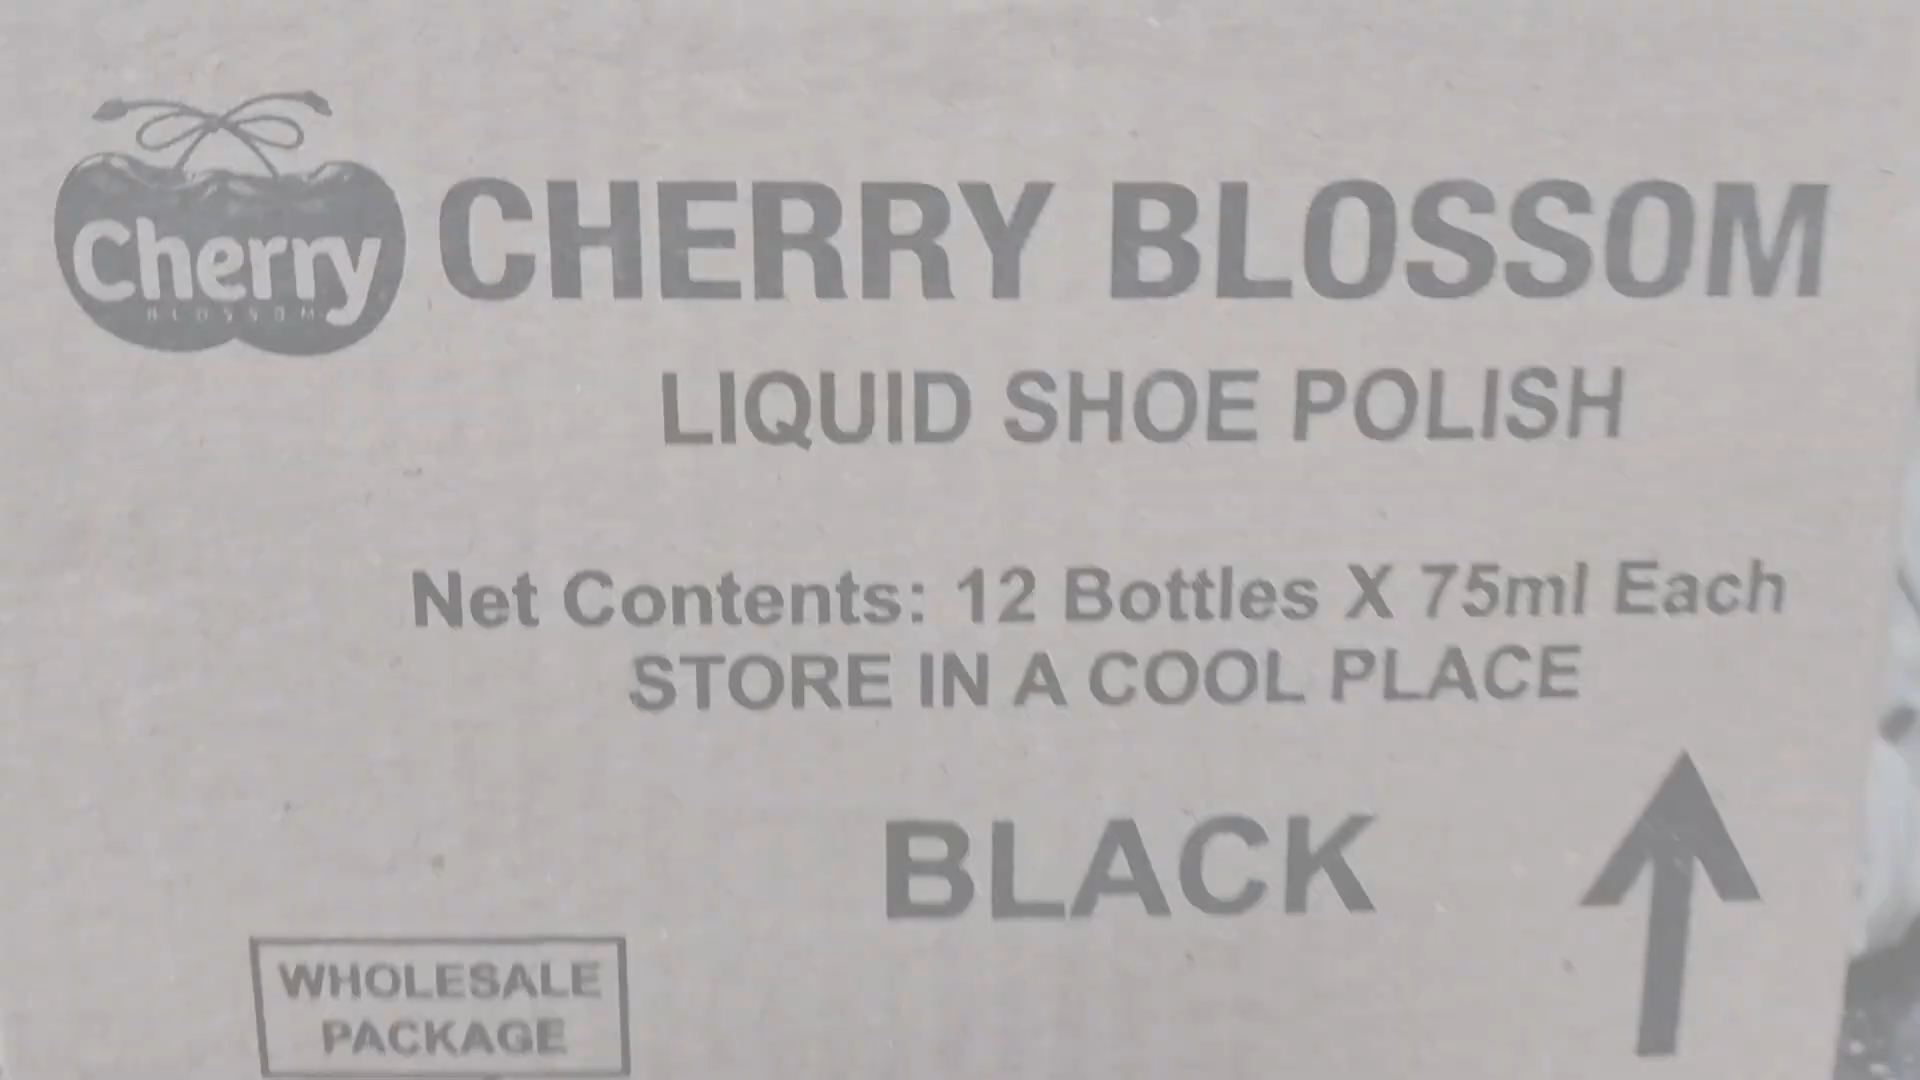 Cherry
BLOSSOM
CHERRY BLOSSOM
LIQUID SHOE POLISH
Net Contents: 12 Bottles X 75ml Each
STORE IN A COOL PLACE
BLACK
WHOLESALE
PACKAGE